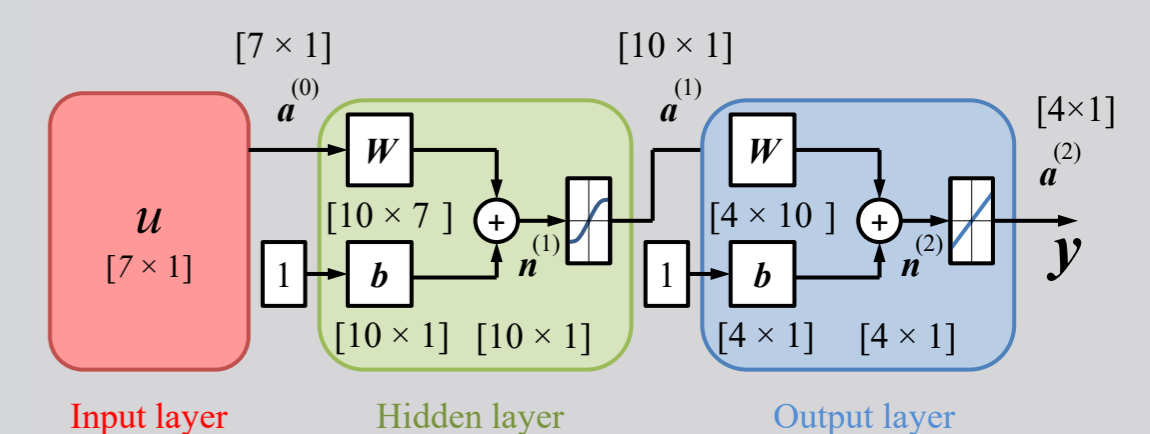 [7 × 1]
a(0)
[10 × 1]
a(1)
[4×1]
a(2)
u
[7 × 1]
W
[10 × 7 ]
+
n(1)
1
b
[10 × 1]
[10 × 1]
W
[4 × 10 ]
+
n(2)
1
b
[4 × 1]
[4 × 1]
y
Input layer
Hidden layer
Output layer